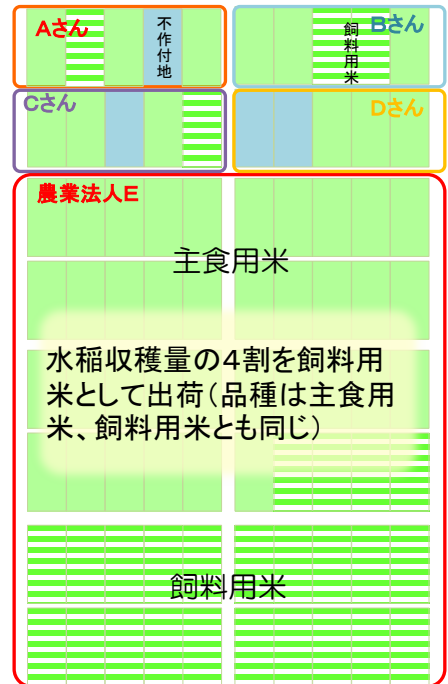 Aさん
不作付地
飼料用米
Bさん
Cさん
Dさん
農業法人E
主食用米
水稲収穫量の4割を飼料用
米として出荷(品種は主食用
米、飼料用米とも同じ)
飼料用米